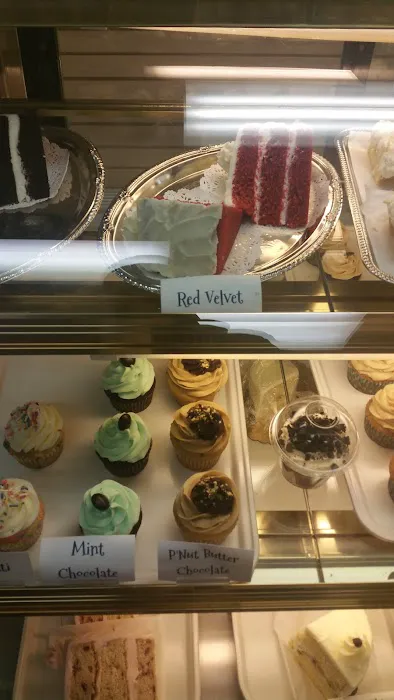 Red Velvet
Mint
Chocolate
P'Nut Butter
Chocolate